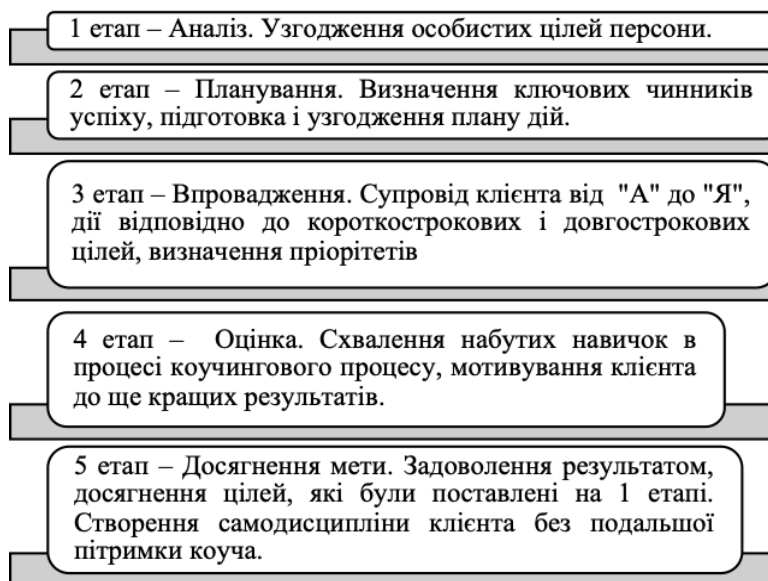 1 етап – Аналіз. Узгодження особистих цілей персони.
2 етап – Планування. Визначення ключових чинників
успіху, підготовка і узгодження плану дій.
3 етап – Впровадження. Супровід клієнта від "А" до "Я",
дії відповідно до короткострокових і довгострокових
цілей, визначення пріорітетів
4 етап – Оцінка. Схвалення набутих навичок в
процесі коучингового процесу, мотивування клієнта
до ще кращих результатів.
5 етап – Досягнення мети. Задоволення результатом,
досягнення цілей, які були поставлені на 1 етапі.
Створення самодисципліни клієнта без подальшої
пітримки коуча.